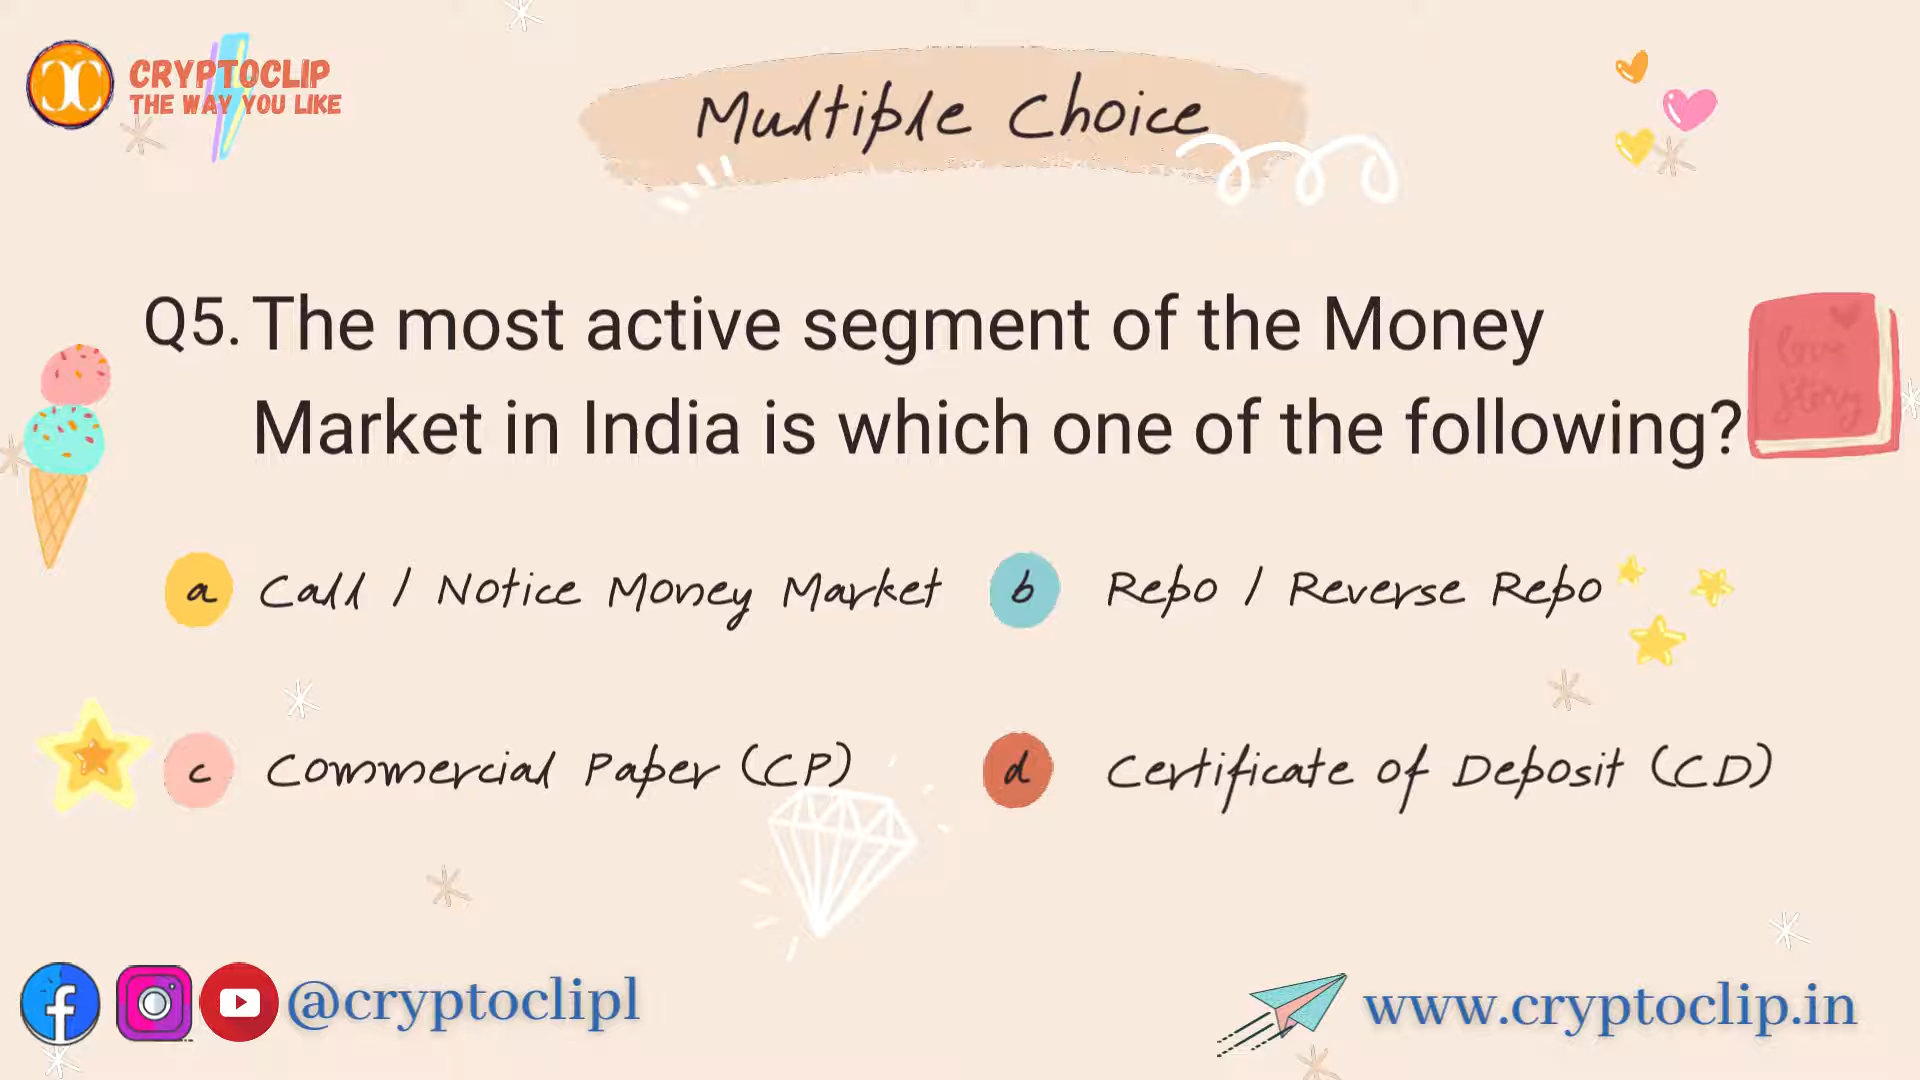 CRYPTOCLIP
THE WAY YOU LIKE
Multiple Choice
Q5. The most active segment of the Money
Market in India is which one of the following?
a Call / Notice Money Market
b Repo / Reverse Repo
c Commercial Paper (CP)
d Certificate of Deposit (CD)
love
story
@cryptoclipl
www.cryptoclip.in